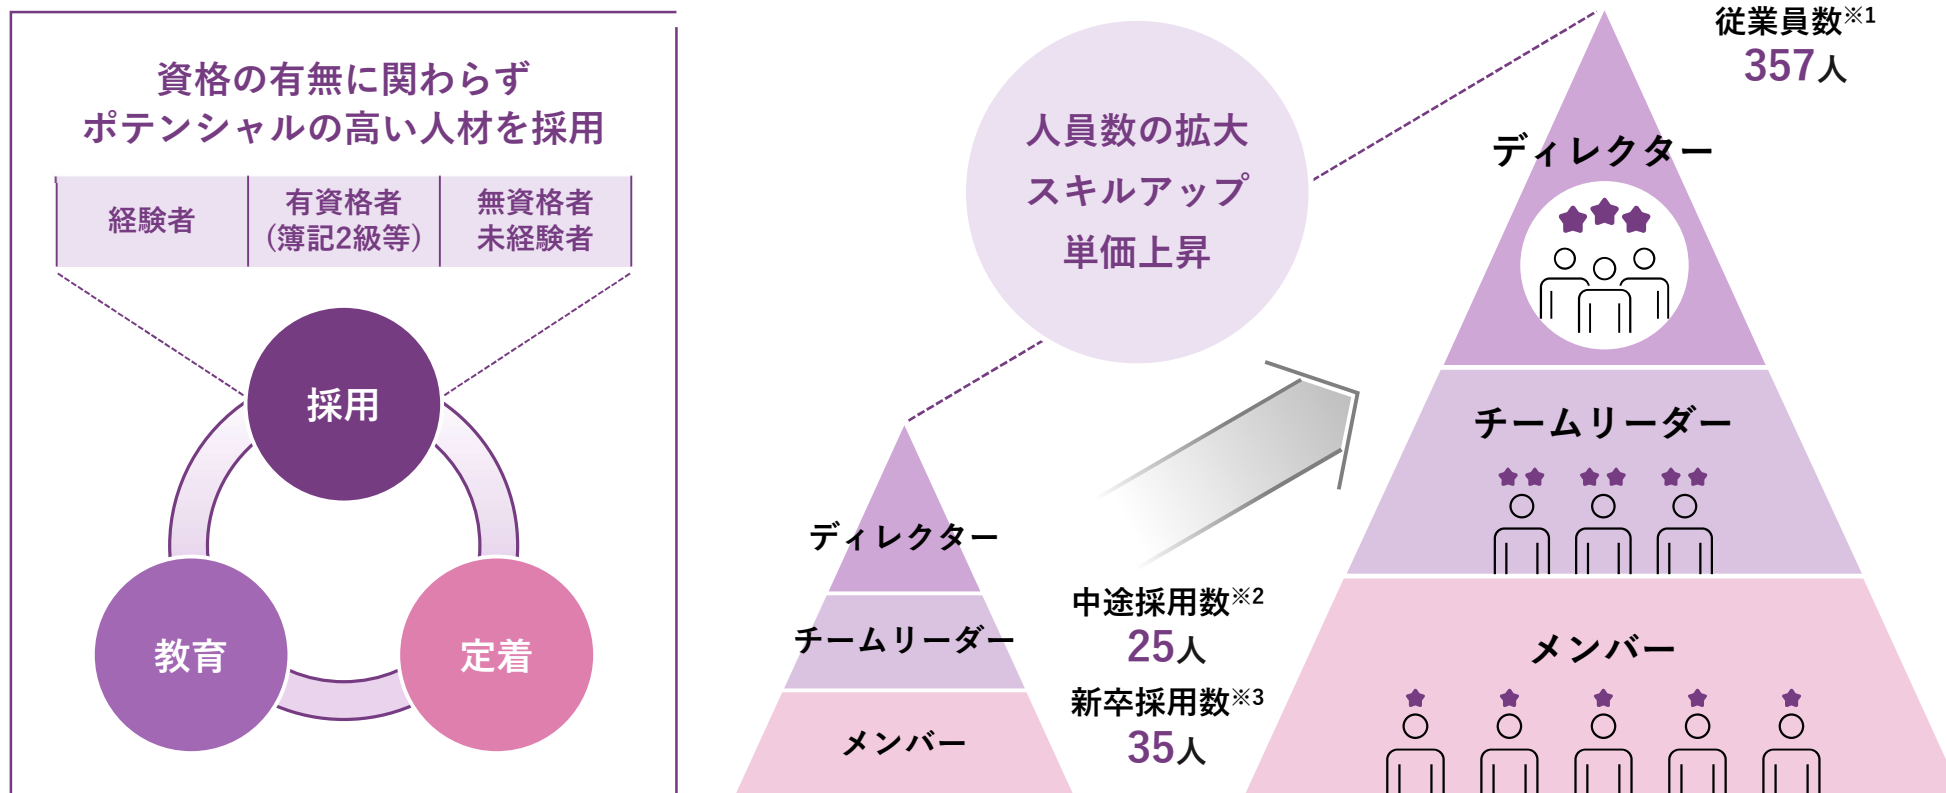 資格の有無に関わらず
ポテンシャルの高い人材を採用
経験者
有資格者
(簿記2級等)
無資格者
未経験者
採用
教育
定着
人員数の拡大
スキルアップ
単価上昇
ディレクター
チームリーダー
メンバー
中途採用数※2
25人
新卒採用数※3
35人
従業員数※1
357人
ディレクター
チームリーダー
メンバー